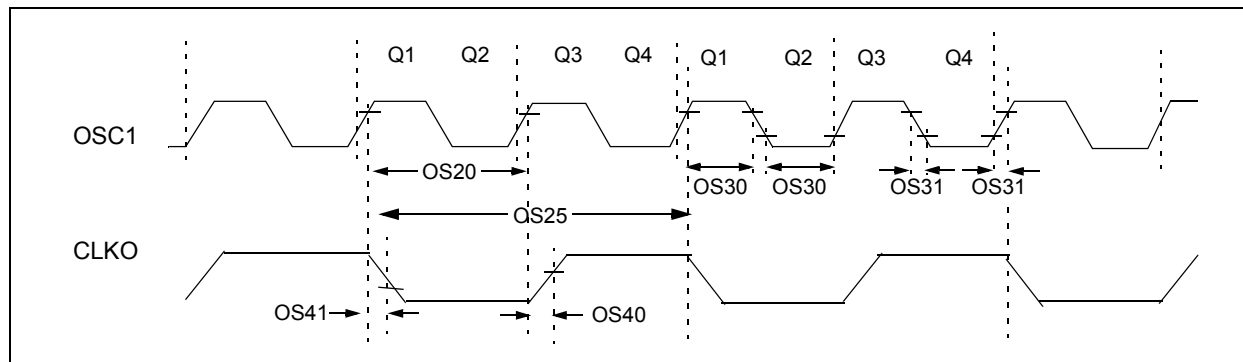 Q1 Q2 Q3 Q4 Q1 Q2 Q3 Q4
OSC1
OS20 OS30 OS30 OS31 OS31
OS25
CLKO
OS41 OS40